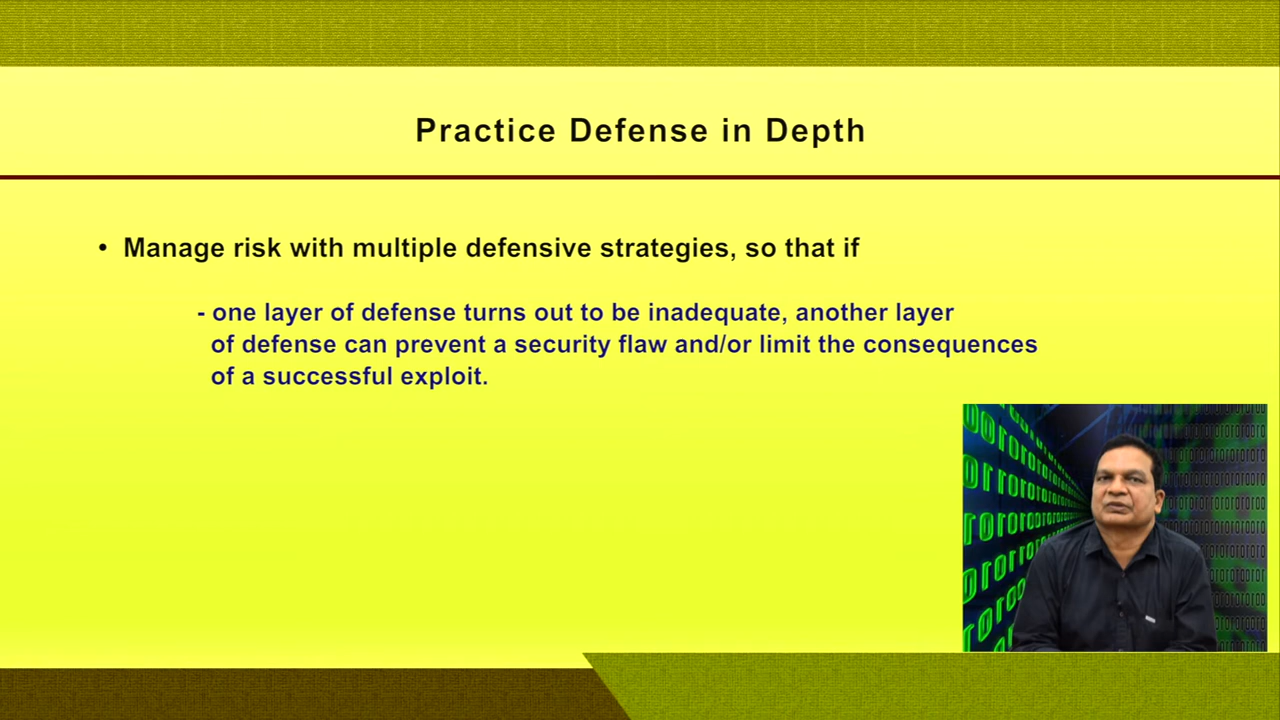 Practice Defense in Depth
• Manage risk with multiple defensive strategies, so that if
- one layer of defense turns out to be inadequate, another layer
of defense can prevent a security flaw and/or limit the consequences
of a successful exploit.